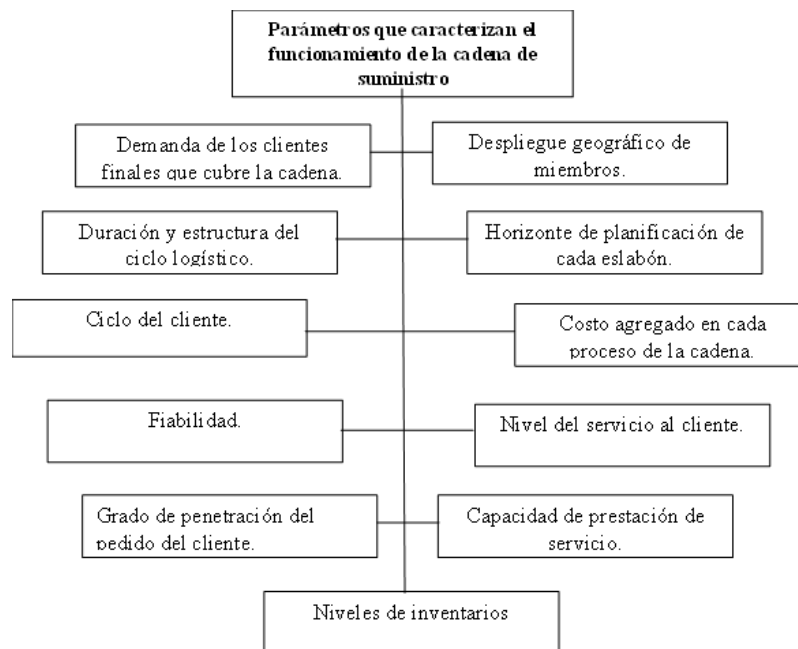 Parámetros que caracterizan el
funcionamiento de la cadena de
suministro
Demanda de los clientes
finales que cubre la cadena.
Despliegue geográfico de
miembros.
Duración y estructura del
ciclo logístico.
Horizonte de planificación de
cada eslabón.
Ciclo del cliente.
Costo agregado en cada
proceso de la cadena.
Fiabilidad.
Nivel del servicio al cliente.
Grado de penetración del
pedido del cliente.
Capacidad de prestación de
servicio.
Niveles de inventarios